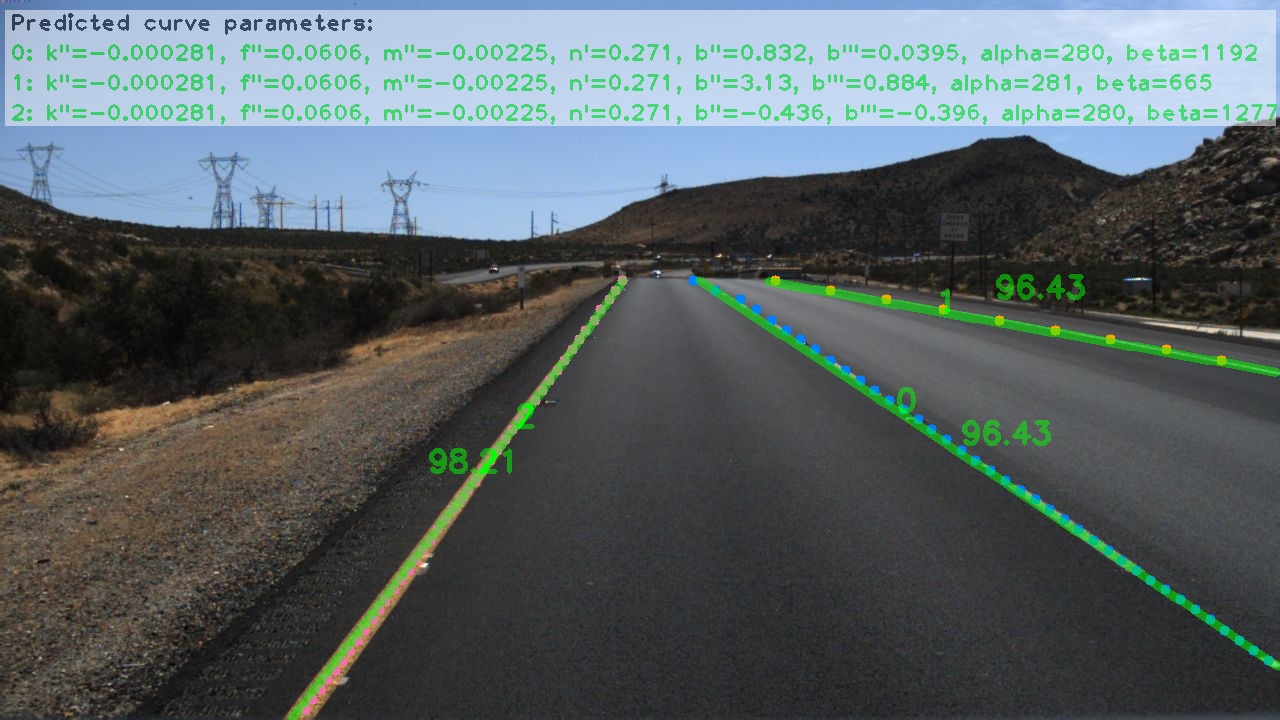 Predicted curve parameters:
0: k"=-0.000281, f"=0.0606, m"=-0.00225, n'=0.271, b"=0.832, b'''=0.0395, alpha=280, beta=1192
1: k"=-0.000281, f"=0.0606, m"=-0.00225, n'=0.271, b"=3.13, b'''=0.884, alpha=281, beta=665
2: k"=-0.000281, f"=0.0606, m"=-0.00225, n'=0.271, b"=-0.436, b'''=-0.396, alpha=280, beta=1277
1 96.43
0
96.43
2
98.21